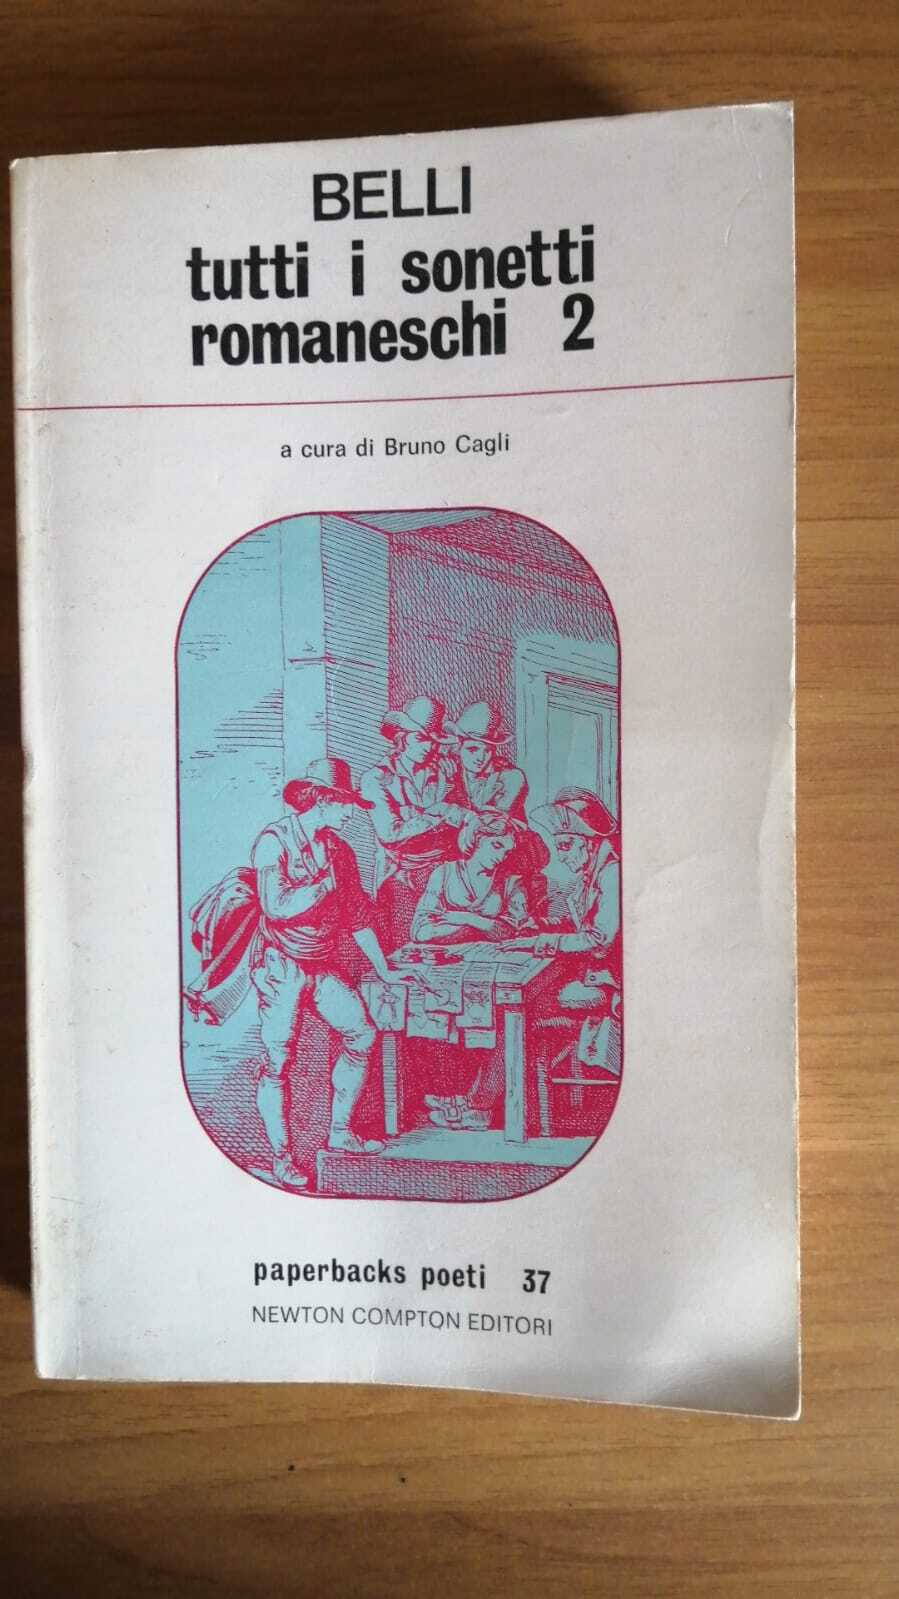 BELLI
tutti i sonetti
romaneschi 2
a cura di Bruno Cagli
paperbacks poeti 37
NEWTON COMPTON EDITORI